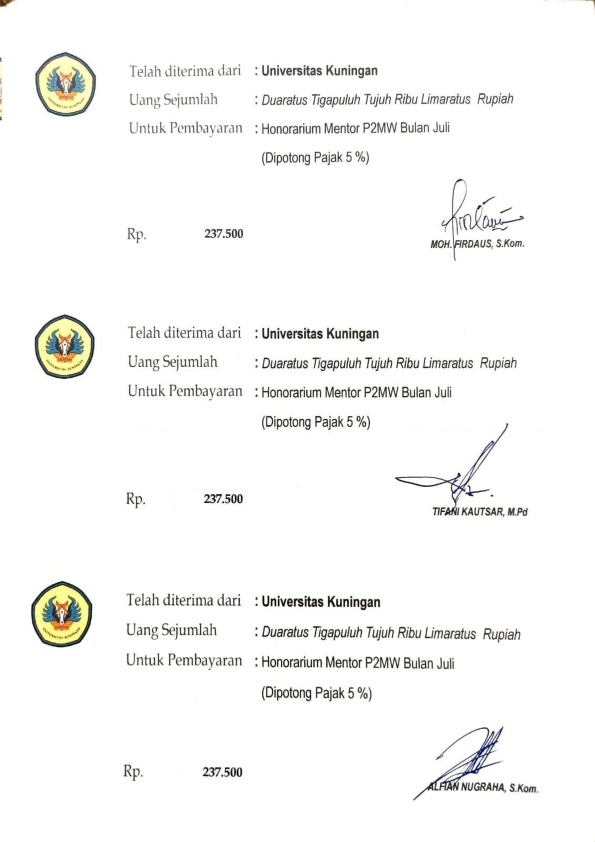 Telah diterima dari : Universitas Kuningan
Uang Sejumlah : Duaratus Tigapuluh Tujuh Ribu Limaratus Rupiah
Untuk Pembayaran : Honorarium Mentor P2MW Bulan Juli
(Dipotong Pajak 5 %)
Rp. 237.500
MOH. FIRDAUS, S.Kom.
Telah diterima dari : Universitas Kuningan
Uang Sejumlah : Duaratus Tigapuluh Tujuh Ribu Limaratus Rupiah
Untuk Pembayaran : Honorarium Mentor P2MW Bulan Juli
(Dipotong Pajak 5 %)
Rp. 237.500
TIFANI KAUTSAR, M.Pd
Telah diterima dari : Universitas Kuningan
Uang Sejumlah : Duaratus Tigapuluh Tujuh Ribu Limaratus Rupiah
Untuk Pembayaran : Honorarium Mentor P2MW Bulan Juli
(Dipotong Pajak 5 %)
Rp. 237.500
ALFIAN NUGRAHA, S.Kom.